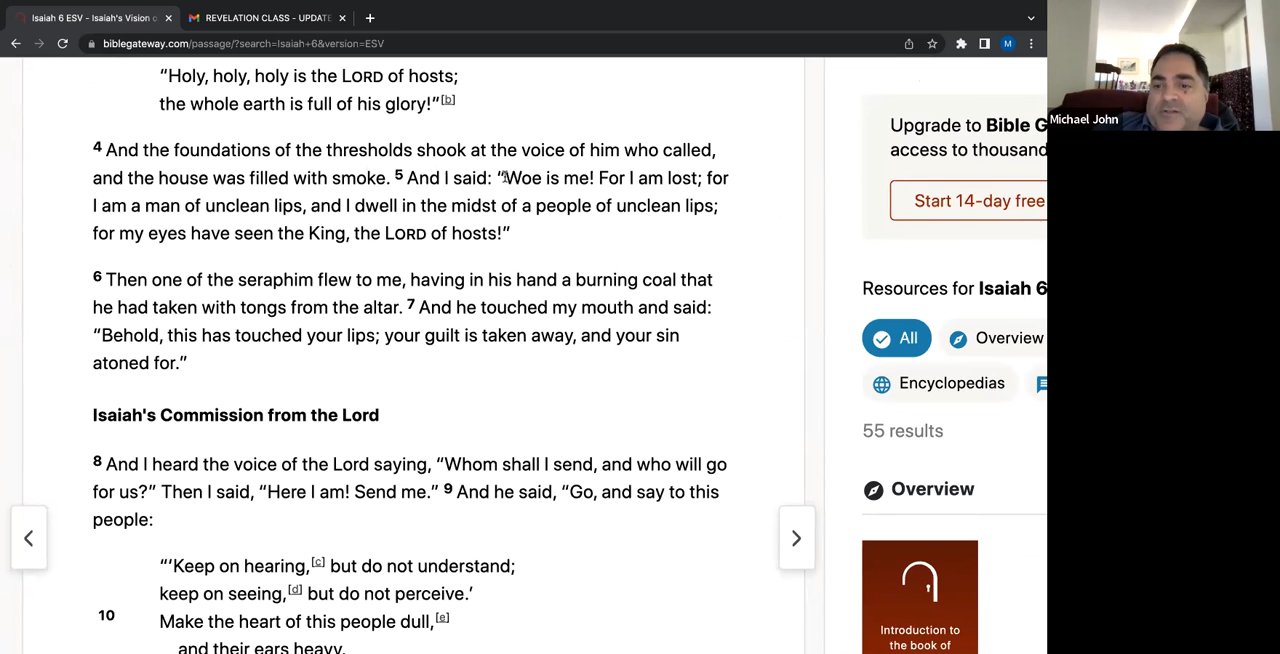 Isaiah 6 ESV - Isaiah's Vision o
REVELATION CLASS - UPDATE
biblegateway.com/passage/?search=Isaiah+6&version=ESV
M
Michael John
“Holy, holy, holy is the LORD of hosts;
the whole earth is full of his glory!”[b]
4 And the foundations of the thresholds shook at the voice of him who called,
and the house was filled with smoke. 5 And I said: “Woe is me! For I am lost; for
I am a man of unclean lips, and I dwell in the midst of a people of unclean lips;
for my eyes have seen the King, the LORD of hosts!”
6 Then one of the seraphim flew to me, having in his hand a burning coal that
he had taken with tongs from the altar. 7 And he touched my mouth and said:
“Behold, this has touched your lips; your guilt is taken away, and your sin
atoned for.”
Isaiah's Commission from the Lord
8 And I heard the voice of the Lord saying, “Whom shall I send, and who will go
for us?” Then I said, “Here I am! Send me.” 9 And he said, “Go, and say to this
people:
“‘Keep on hearing,[c] but do not understand;
keep on seeing,[d] but do not perceive.’
10 Make the heart of this people dull,[e]
and their ears heavy,
Upgrade to Bible G
access to thousand
Start 14-day free
Resources for Isaiah 6
All
Overview
Encyclopedias
55 results
Overview
Introduction to
the book of